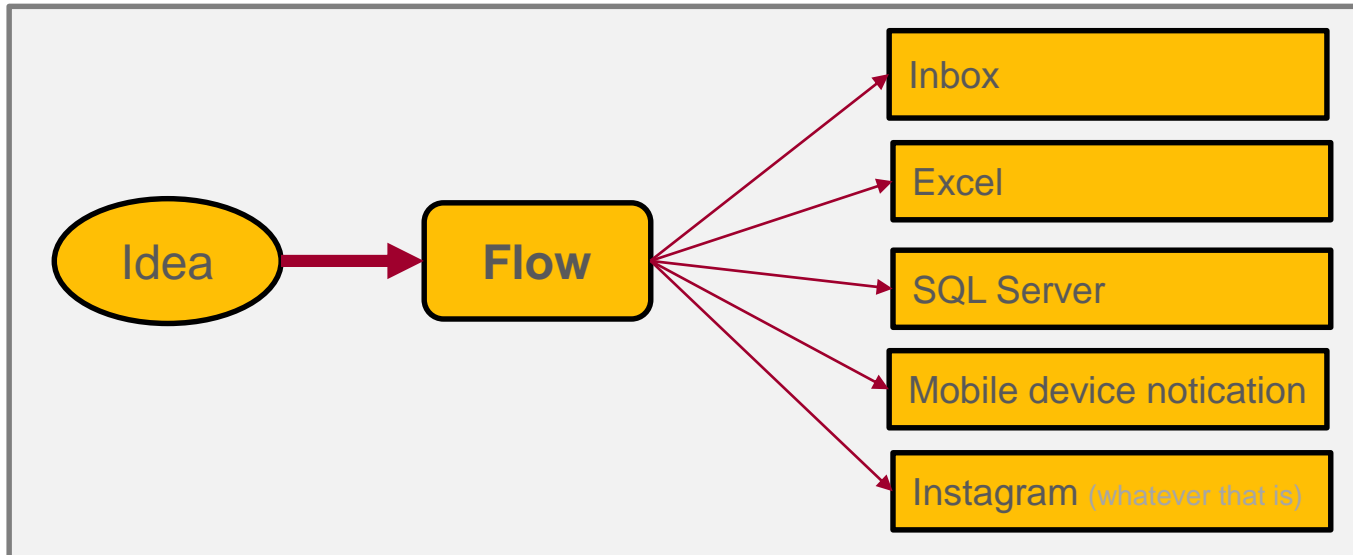 Idea
Flow
Inbox
Excel
SQL Server
Mobile device notication
Instagram (whatever that is)